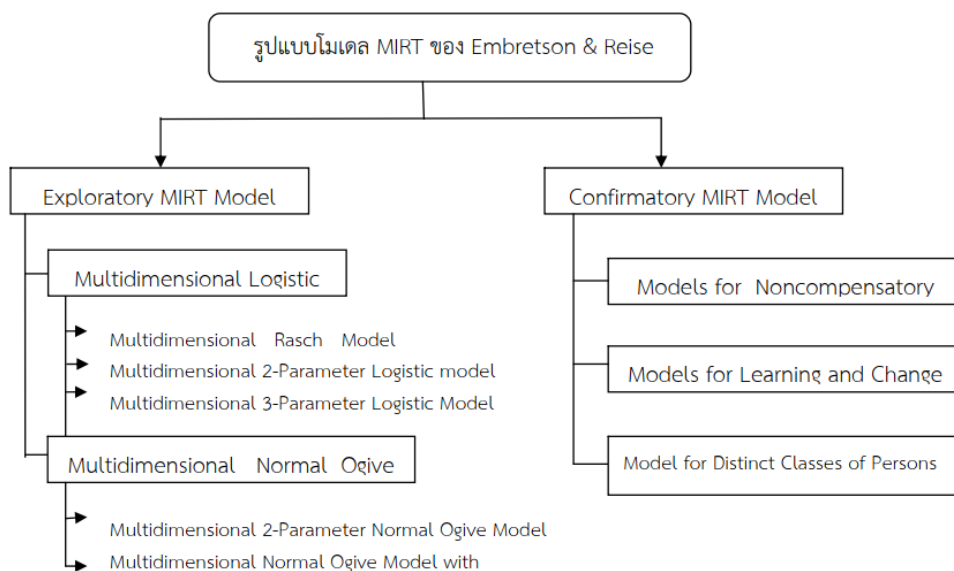 รูปแบบโมเดล MIRT ของ Embretson & Reise
Exploratory MIRT Model
Multidimensional Logistic
Multidimensional Rasch Model
Multidimensional 2-Parameter Logistic model
Multidimensional 3-Parameter Logistic Model
Multidimensional Normal Ogive
Multidimensional 2-Parameter Normal Ogive Model
Multidimensional Normal Ogive Model with
Confirmatory MIRT Model
Models for Noncompensatory
Models for Learning and Change
Model for Distinct Classes of Persons